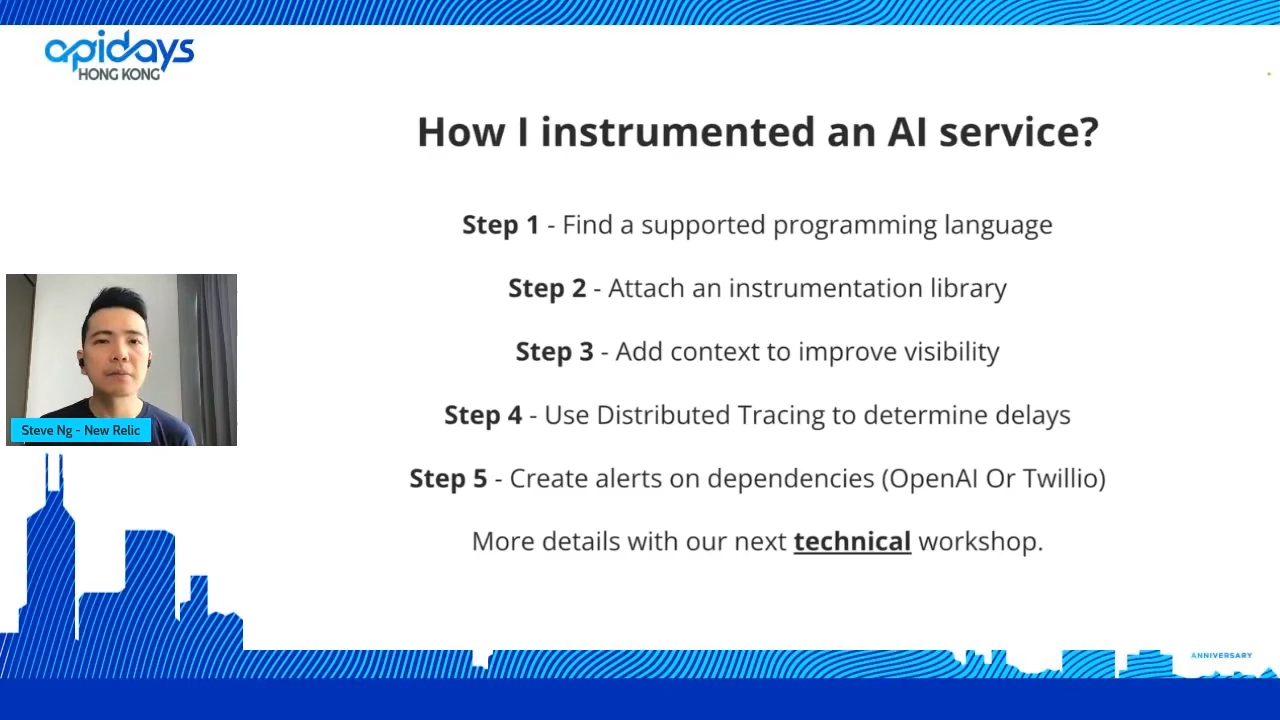 apidays
HONG KONG
How I instrumented an AI service?
Step 1 - Find a supported programming language
Step 2 - Attach an instrumentation library
Step 3 - Add context to improve visibility
Step 4 - Use Distributed Tracing to determine delays
Step 5 - Create alerts on dependencies (OpenAI Or Twillio)
More details with our next technical workshop.
Steve Ng - New Relic
ANNIVERSARY